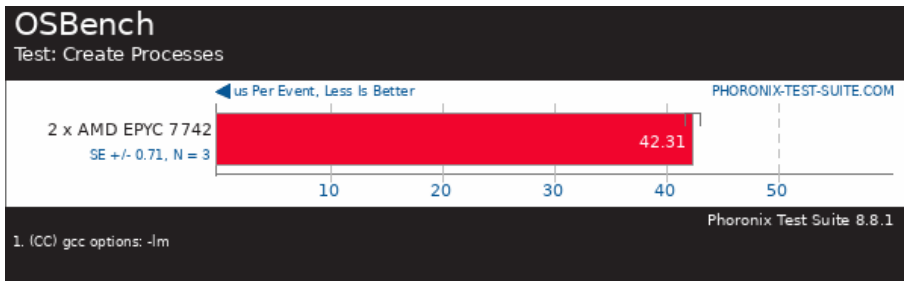 OSBench
Test: Create Processes
us Per Event, Less Is Better PHORONIX-TEST-SUITE.COM
2 x AMD EPYC 7742
SE +/- 0.71, N = 3
42.31
10 20 30 40 50
Phoronix Test Suite 8.8.1
1. (CC) gcc options: -lm